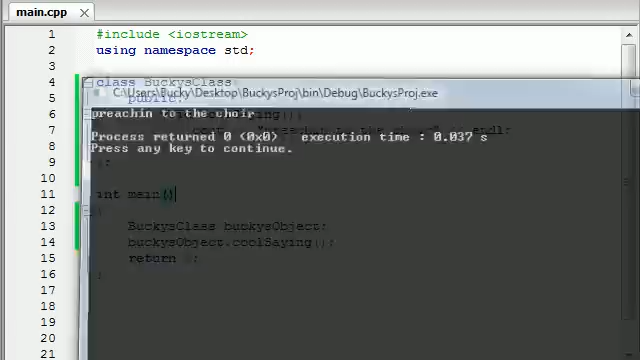 main.cpp
1 #include <iostream>
2 using namespace std;
3
4 class BuckysClass
C:\Users\Bucky\Desktop\BuckysProj\bin\Debug\BuckysProj.exe
5 public:
6
preachin to the choir
7
8
Process returned 0 (0x0) execution time : 0.037 s
Press any key to continue.
9 };
10
11 int main()
12 {
13 BuckysClass buckysObject;
14 buckysObject.coolSaying();
15 return 0;
16 }
17
18
19
20
21